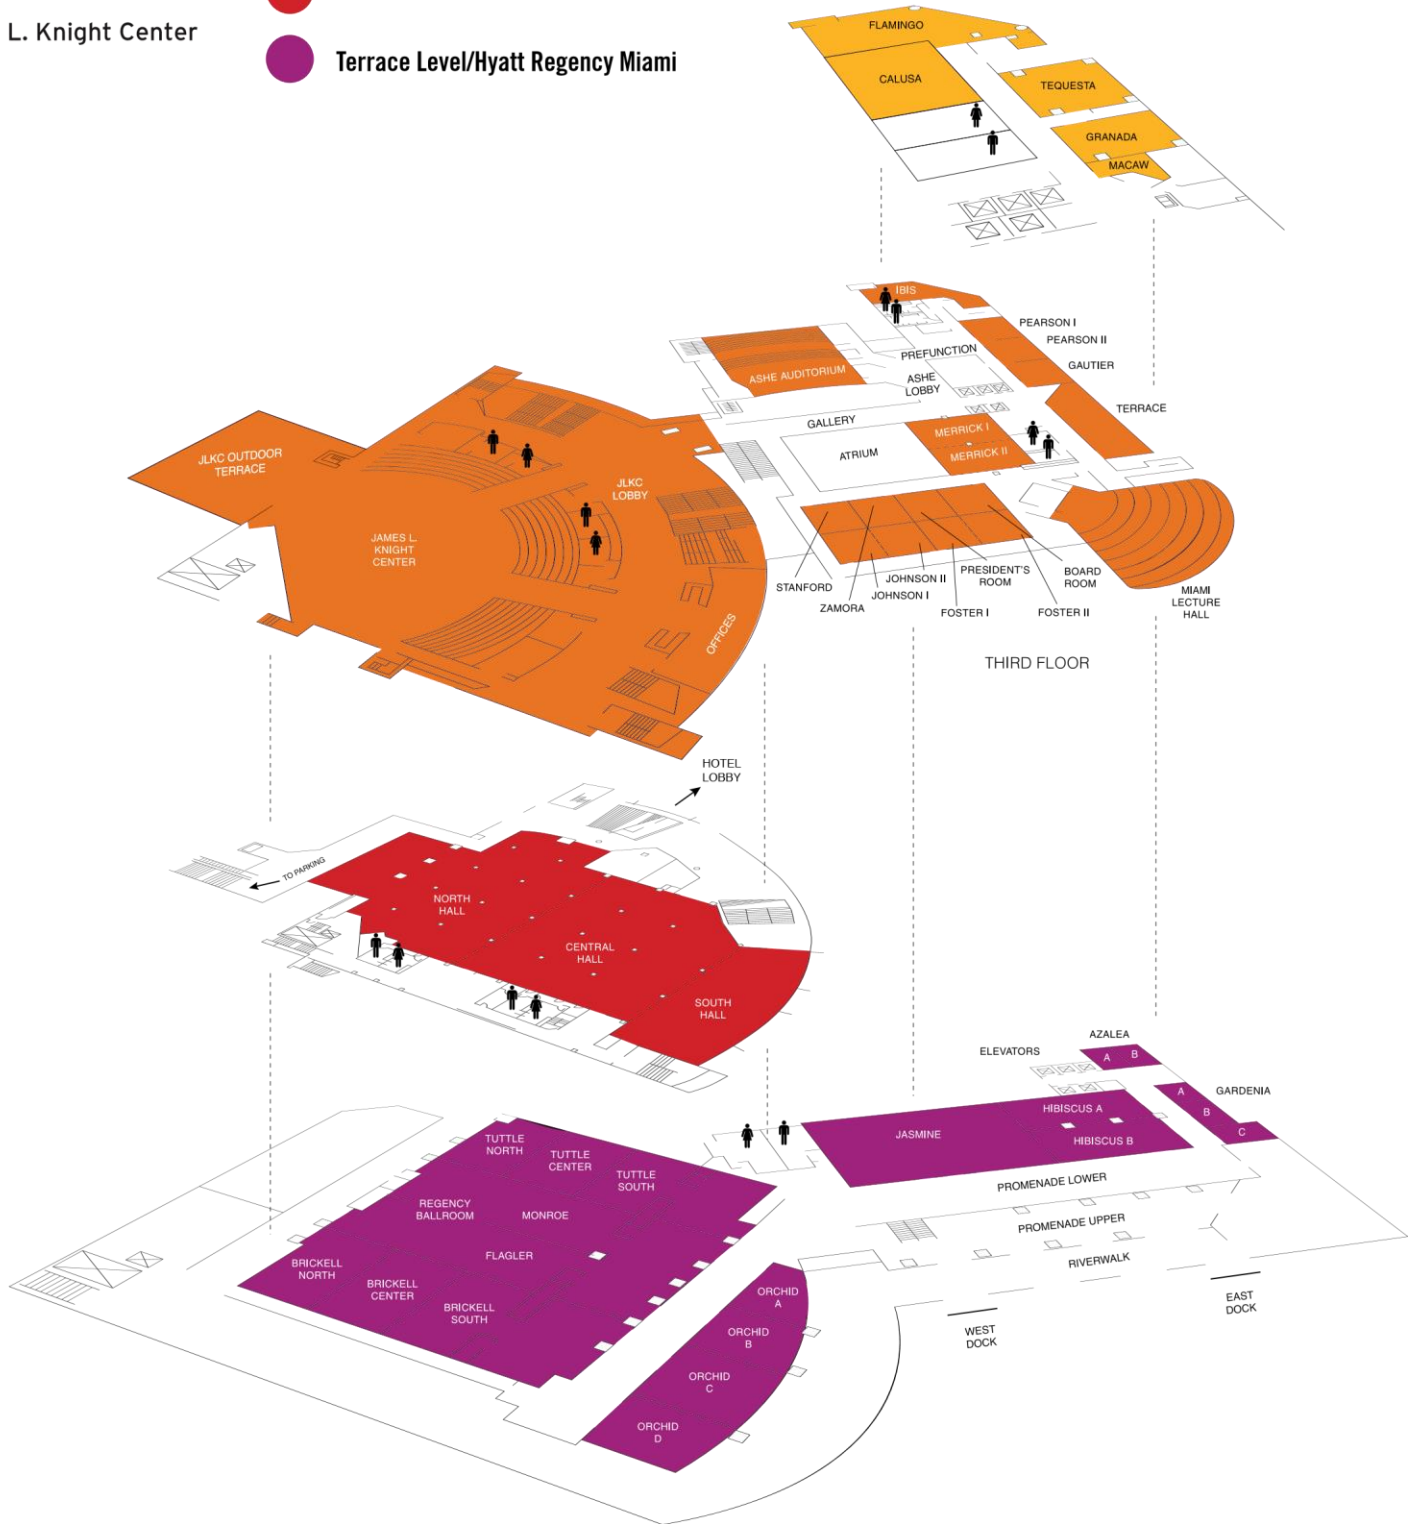 L. Knight Center
Terrace Level/Hyatt Regency Miami
FLAMINGO
CALUSA
TEQUESTA
GRANADA
MACAW
IBIS
PEARSON I
PEARSON II
GAUTIER
PREFUNCTION
ASHE AUDITORIUM
ASHE
LOBBY
TERRACE
GALLERY
MERRICK I
MERRICK II
ATRIUM
JLKC OUTDOOR
TERRACE
JLKC
LOBBY
JAMES L.
KNIGHT
CENTER
OFFICES
STANFORD
ZAMORA
JOHNSON II
JOHNSON I
PRESIDENT'S
ROOM
FOSTER I
BOARD
ROOM
FOSTER II
MIAMI
LECTURE
HALL
THIRD FLOOR
HOTEL
LOBBY
TO PARKING
NORTH
HALL
CENTRAL
HALL
SOUTH
HALL
AZALEA
A B
ELEVATORS
GARDENIA
A
B
C
HIBISCUS A
HIBISCUS B
JASMINE
PROMENADE LOWER
PROMENADE UPPER
RIVERWALK
EAST
DOCK
WEST
DOCK
TUTTLE
NORTH
TUTTLE
CENTER
TUTTLE
SOUTH
REGENCY
BALLROOM
MONROE
FLAGLER
BRICKELL
NORTH
BRICKELL
CENTER
BRICKELL
SOUTH
ORCHID
A
ORCHID
B
ORCHID
C
ORCHID
D